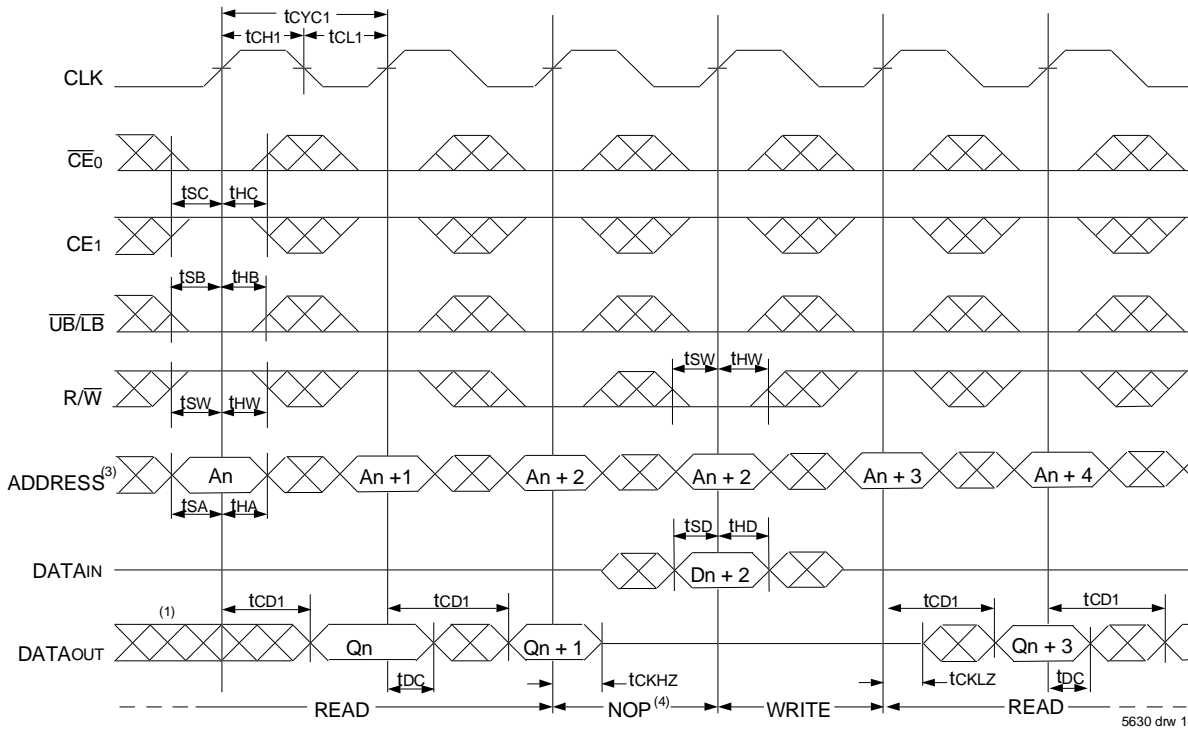 tCYC1
tCH1 tCL1
CLK
CE0
tSC tHC
CE1
tSB tHB
UB/LB
tSW tHW
R/W
tSW tHW
ADDRESS(3) An An +1 An + 2 An + 2 An + 3 An + 4
tSA tHA
tSD tHD
DATAIN Dn + 2
(1) tCD1 tCD1 tCD1 tCD1
DATAOUT Qn Qn + 1 Qn + 3
tDC tCKHZ tCKLZ tDC
READ NOP(4) WRITE READ
5630 drw 1